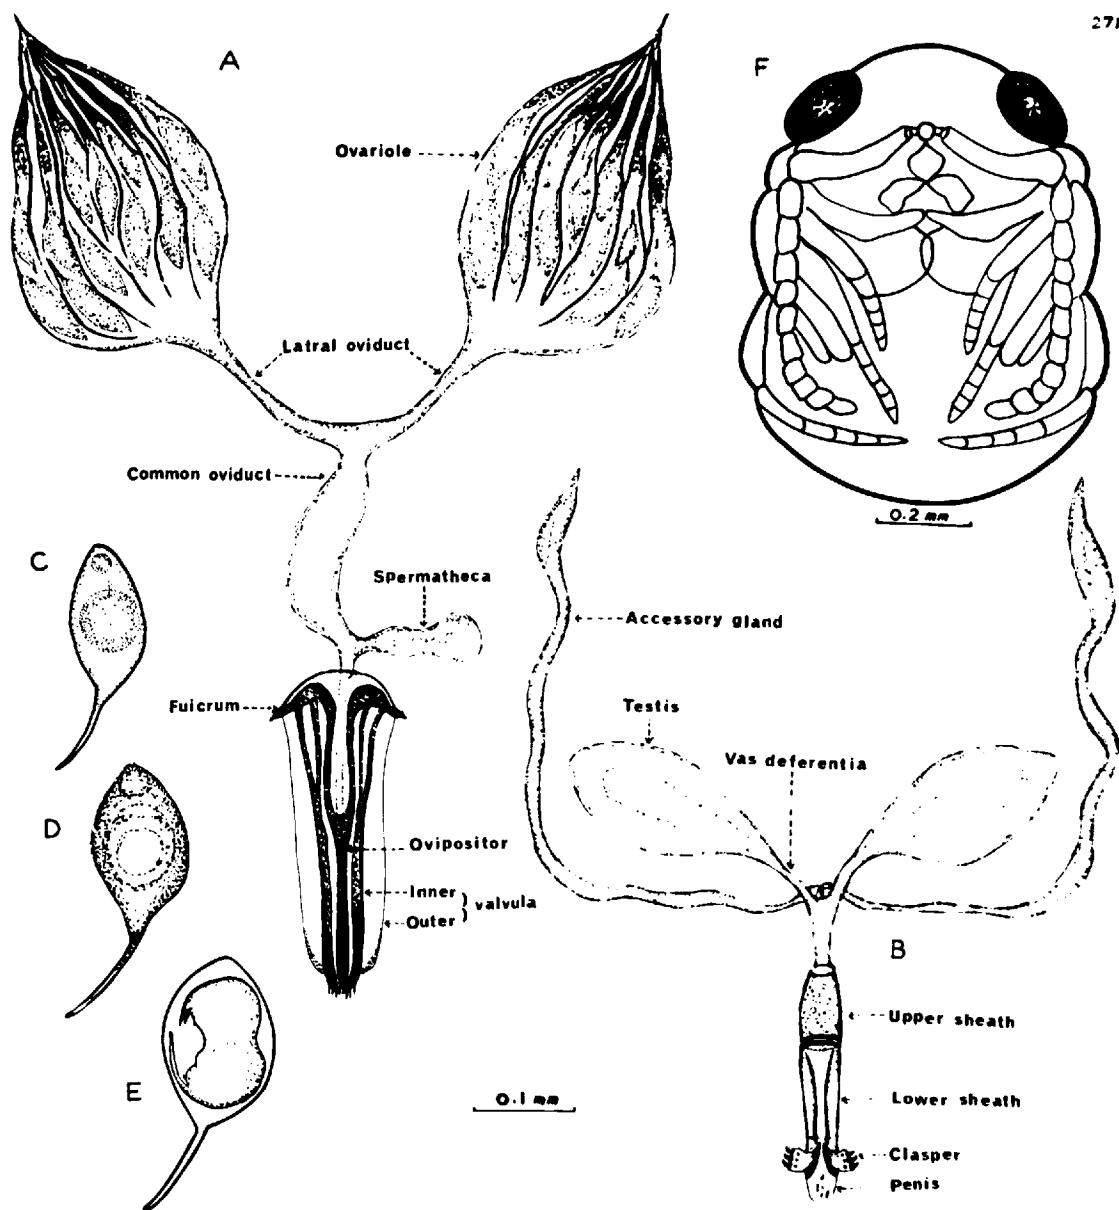 271
A
F
Ovariole
Latral oviduct
Common oviduct
0.2 mm
C
Spermatheca
Accessory gland
Fulcrum
Testis
Vas deferentia
D
Ovipositor
Inner
valvula
Outer
B
Upper sheath
E
0.1 mm
Lower sheath
Clasper
Penis